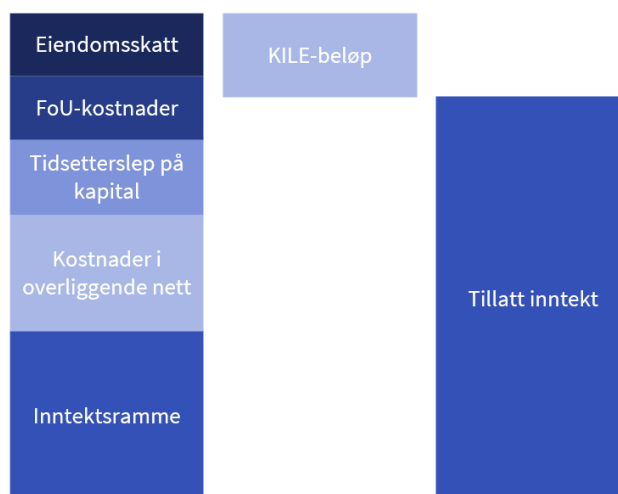 Eiendomsskatt
FoU-kostnader
Tidsetterslep på
kapital
Kostnader i
overliggende nett
Inntektsramme
KILE-beløp
Tillatt inntekt